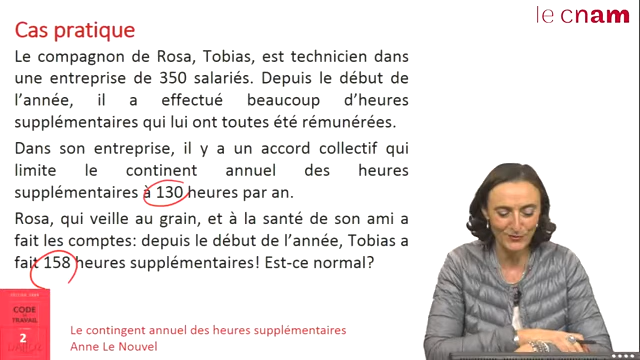 le cnam
Cas pratique
Le compagnon de Rosa, Tobias, est technicien dans
une entreprise de 350 salariés. Depuis le début de
l'année, il a effectué beaucoup d'heures
supplémentaires qui lui ont toutes été rémunérées.
Dans son entreprise, il y a un accord collectif qui
limite le continent annuel des heures
supplémentaires à 130 heures par an.
Rosa, qui veille au grain, et à la santé de son ami a
fait les comptes: depuis le début de l'année, Tobias a
fait 158 heures supplémentaires! Est-ce normal?
CODE
TRAVAIL
2
Le contingent annuel des heures supplémentaires
Anne Le Nouvel